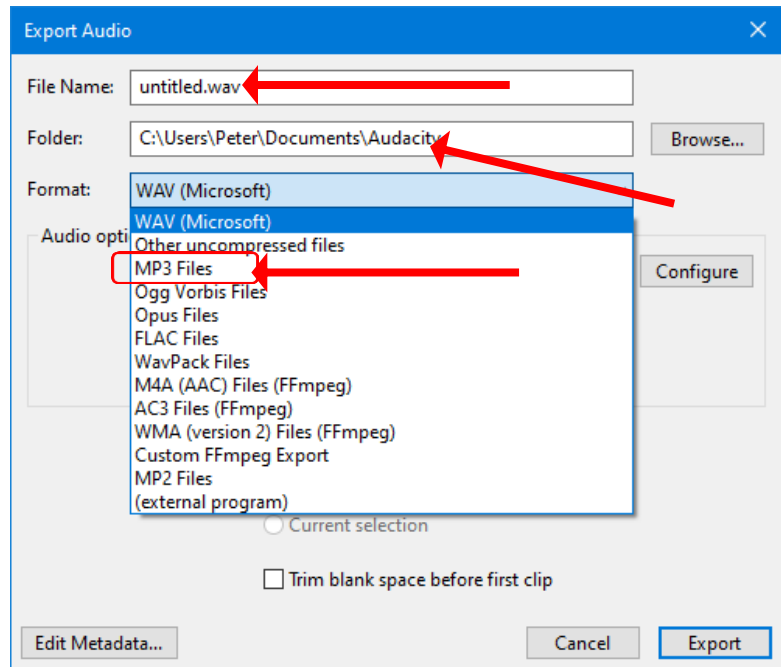 Export Audio
File Name: untitled.wav
Folder: C:\Users\Peter\Documents\Audacity Browse...
Format: WAV (Microsoft)
WAV (Microsoft)
Audio opti
Other uncompressed files
MP3 Files
Configure
Ogg Vorbis Files
Opus Files
FLAC Files
WavPack Files
M4A (AAC) Files (FFmpeg)
AC3 Files (FFmpeg)
WMA (version 2) Files (FFmpeg)
Custom FFmpeg Export
MP2 Files
(external program)
Current selection
Trim blank space before first clip
Edit Metadata... Cancel Export